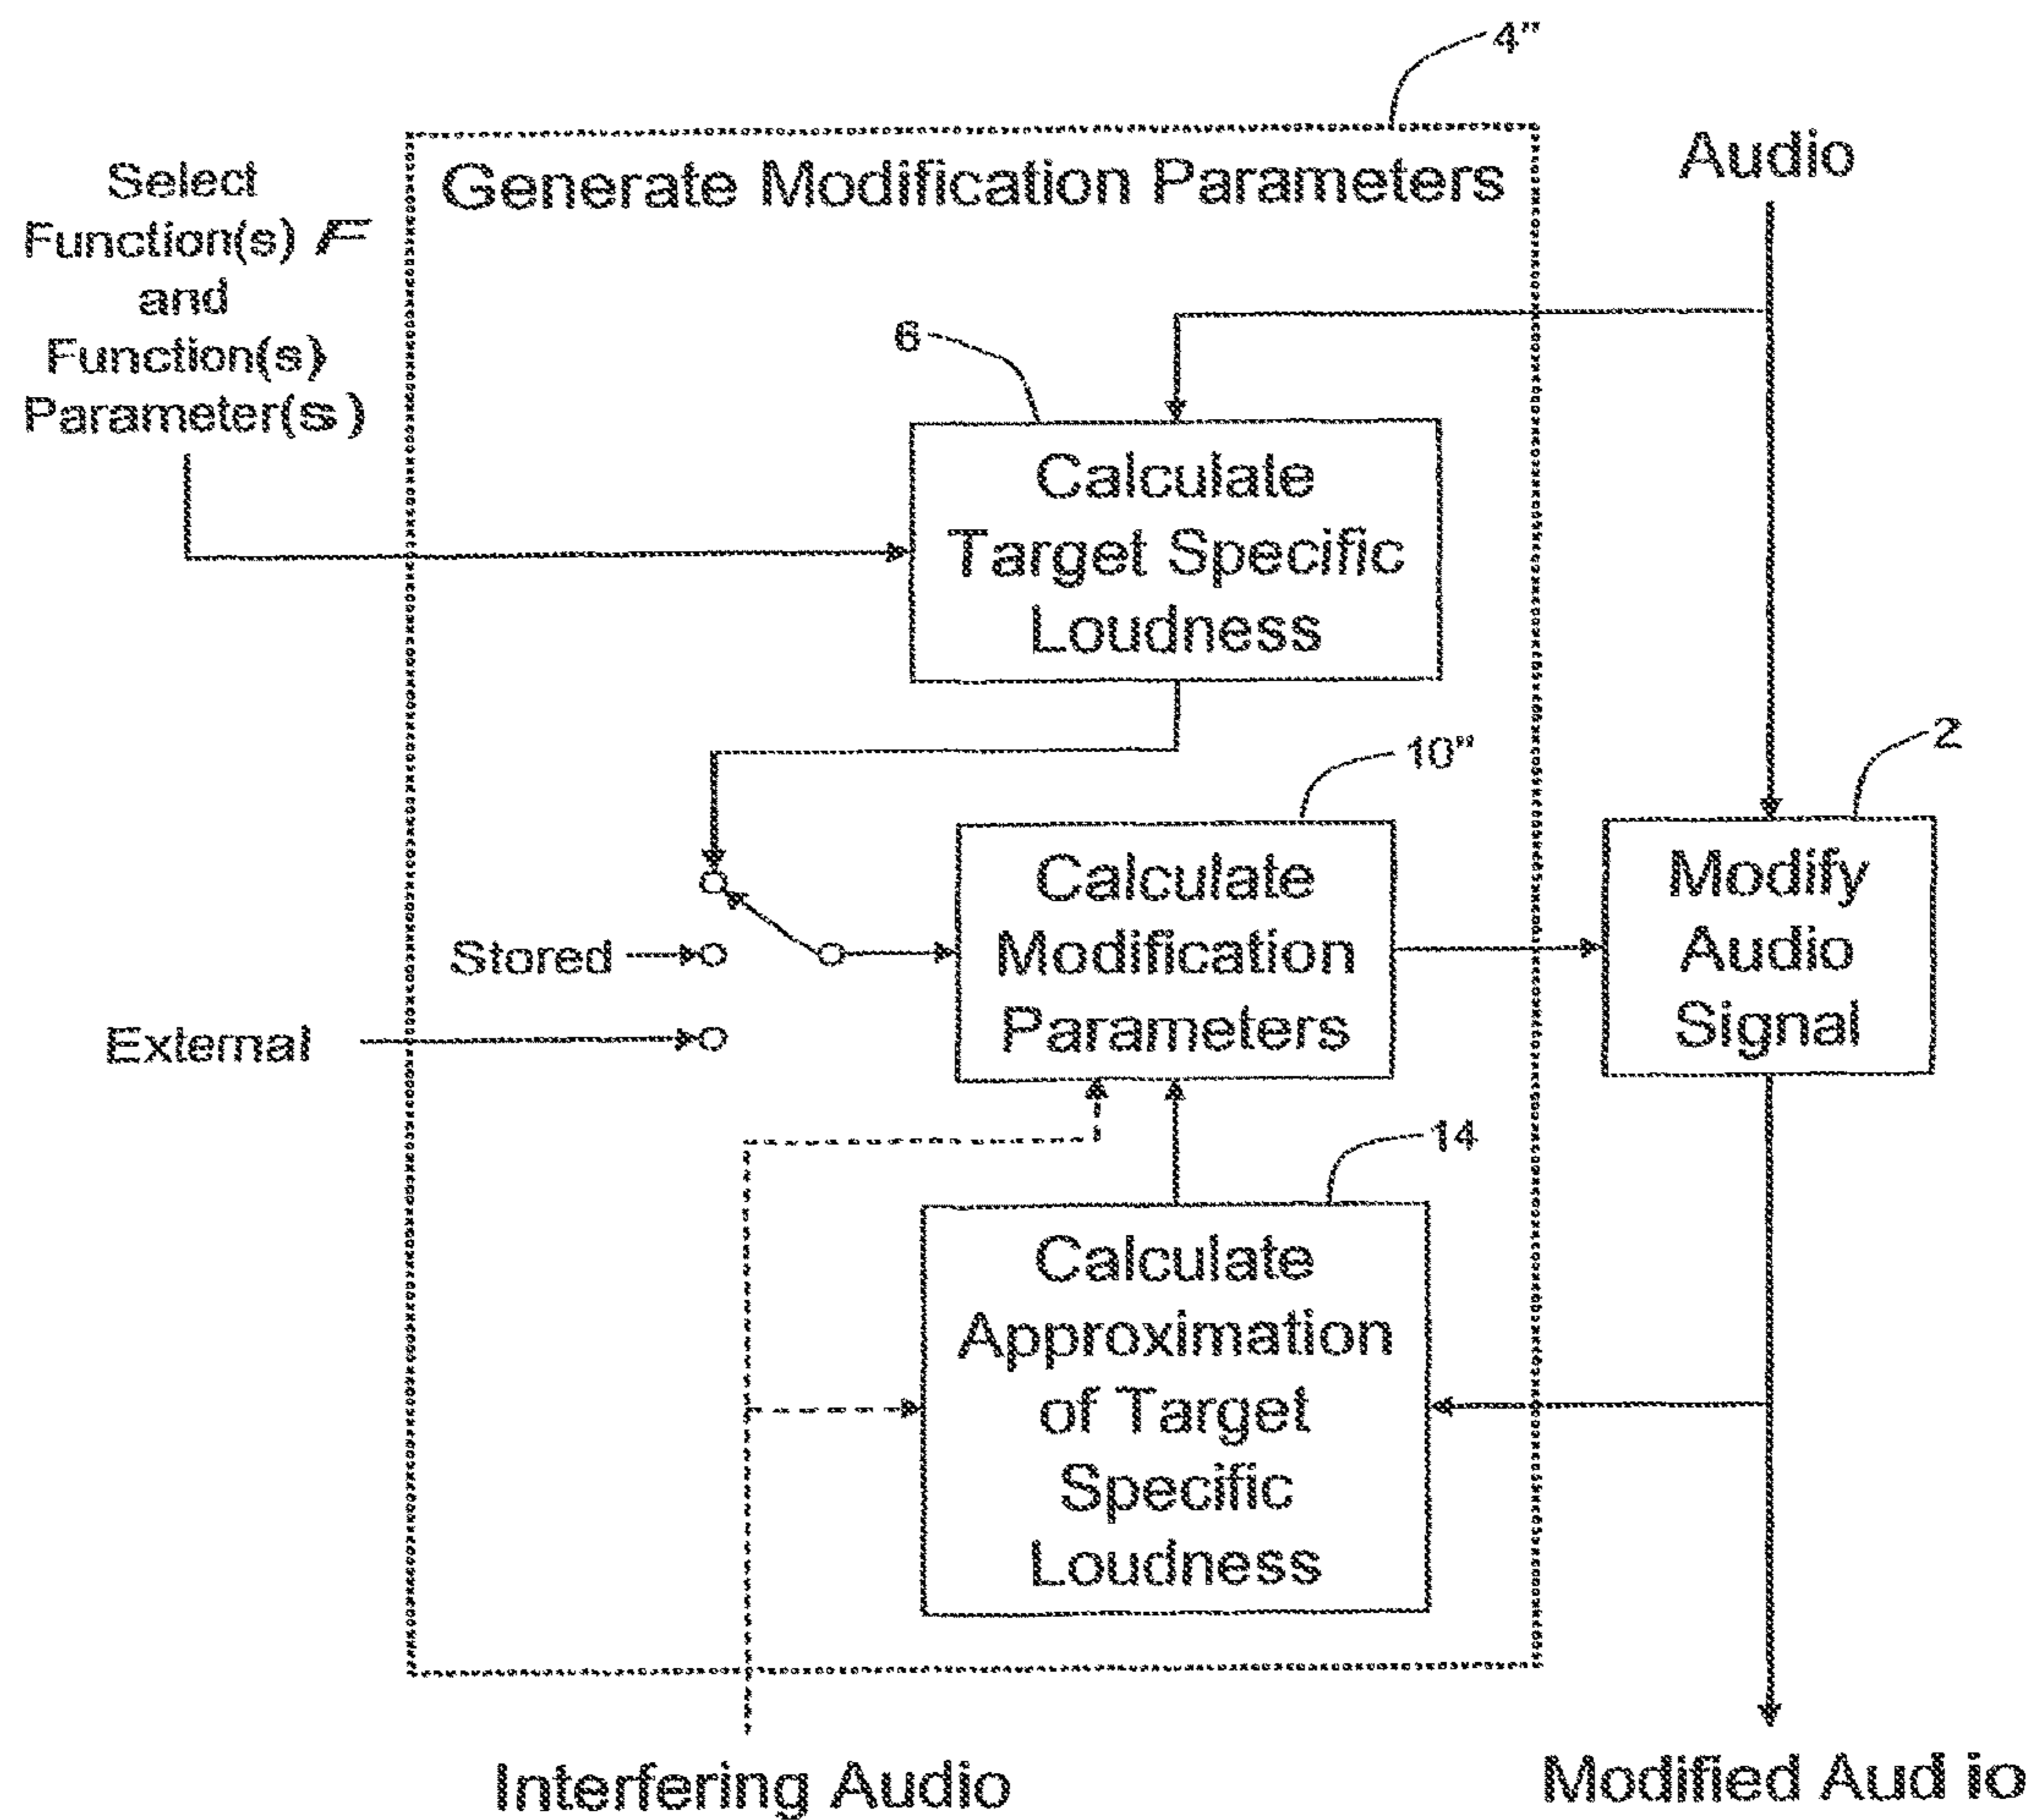 4"
Select
Function(s) F
and
Function(s)
Parameter(s)
Generate Modification Parameters
Audio
6
Calculate
Target Specific
Loudness
10"
2
Calculate
Modification
Parameters
Modify
Audio
Signal
Stored
External
14
Calculate
Approximation
of Target
Specific
Loudness
Interfering Audio
Modified Aud io